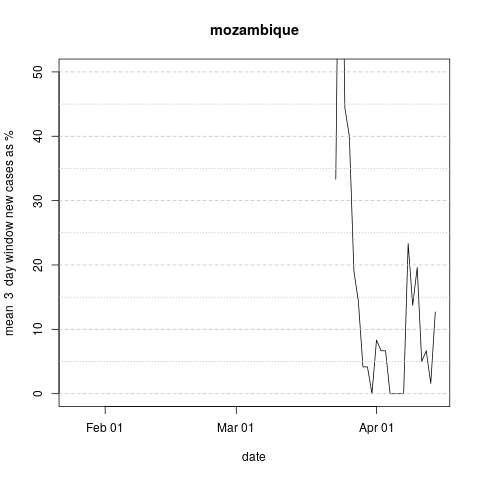 mozambique
mean  3  day window new cases as %
50
40
30
20
10
0
Feb 01
Mar 01
Apr 01
date